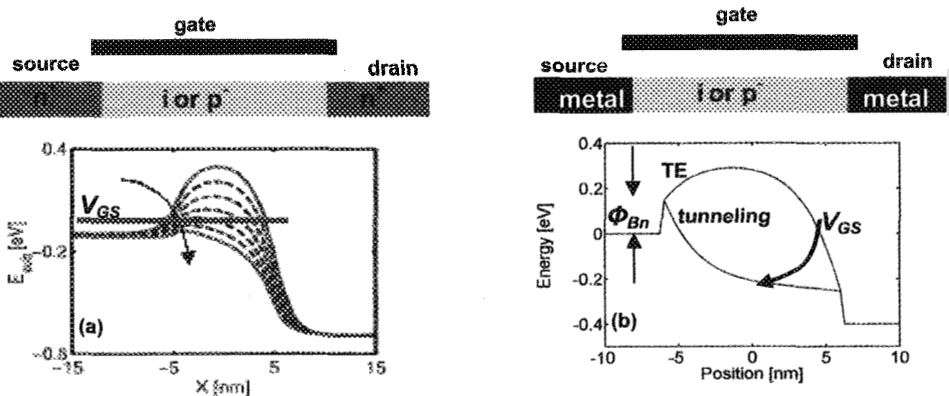 gate
source
drain
n⁺
i or p⁻
n⁺
0.4
V_GS
-0.2
(a)
-0.8
-15
-5
5
15
X [nm]
gate
source
drain
metal
i or p⁻
metal
0.4
TE
0.2
Φ_Bn
tunneling
V_GS
Energy [eV]
0
-0.2
(b)
-0.4
-10
-5
0
5
10
Position [nm]